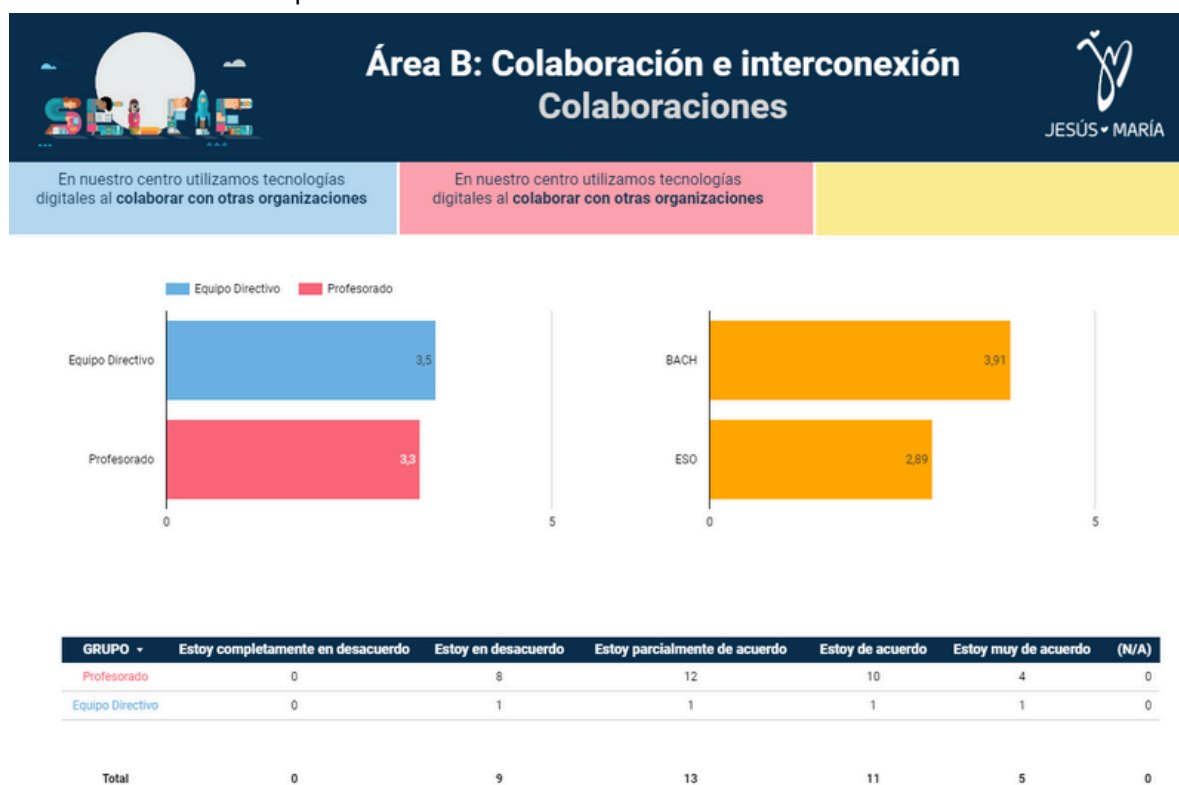 SELFIE
Área B: Colaboración e interconexión
Colaboraciones
JESÚS MARÍA
En nuestro centro utilizamos tecnologías
digitales al colaborar con otras organizaciones
En nuestro centro utilizamos tecnologías
digitales al colaborar con otras organizaciones
Equipo Directivo Profesorado
Equipo Directivo 3,5
Profesorado 3,3
0 5
BACH 3,91
ESO 2,89
0 5
GRUPO Estoy completamente en desacuerdo Estoy en desacuerdo Estoy parcialmente de acuerdo Estoy de acuerdo Estoy muy de acuerdo (N/A)
Profesorado 0 8 12 10 4 0
Equipo Directivo 0 1 1 1 1 0
Total 0 9 13 11 5 0